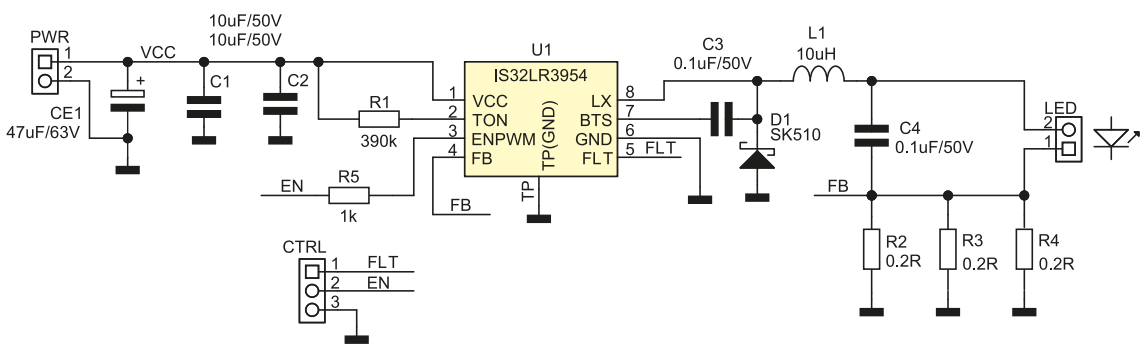 10uF/50V
10uF/50V
PWR
1
2
VCC
+
CE1
47uF/63V
C1
C2
R1
390k
U1
IS32LR3954
1
VCC
2
TON
3
ENPWM
4
FB
TP(GND)
LX
8
BTS
7
GND
6
FLT
5
FLT
TP
EN
R5
1k
FB
C3
0.1uF/50V
L1
10uH
D1
SK510
C4
0.1uF/50V
LED
2
1
FB
R2
0.2R
R3
0.2R
R4
0.2R
CTRL
1
FLT
2
EN
3